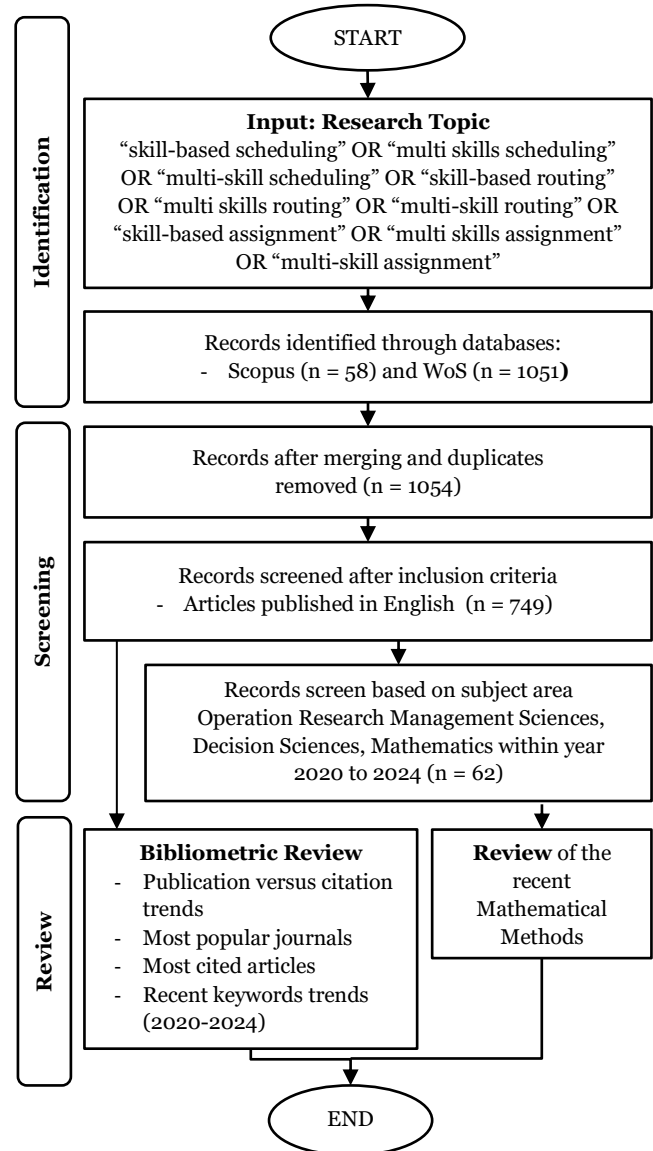 START
Identification
Input: Research Topic
“skill-based scheduling” OR “multi skills scheduling”
OR “multi-skill scheduling” OR “skill-based routing”
OR “multi skills routing” OR “multi-skill routing” OR
“skill-based assignment” OR “multi skills assignment”
OR “multi-skill assignment”
Records identified through databases:
- Scopus (n = 58) and WoS (n = 1051)
Screening
Records after merging and duplicates
removed (n = 1054)
Records screened after inclusion criteria
- Articles published in English (n = 749)
Records screen based on subject area
Operation Research Management Sciences,
Decision Sciences, Mathematics within year
2020 to 2024 (n = 62)
Review
Bibliometric Review
- Publication versus citation
trends
- Most popular journals
- Most cited articles
- Recent keywords trends
(2020-2024)
Review of the
recent
Mathematical
Methods
END